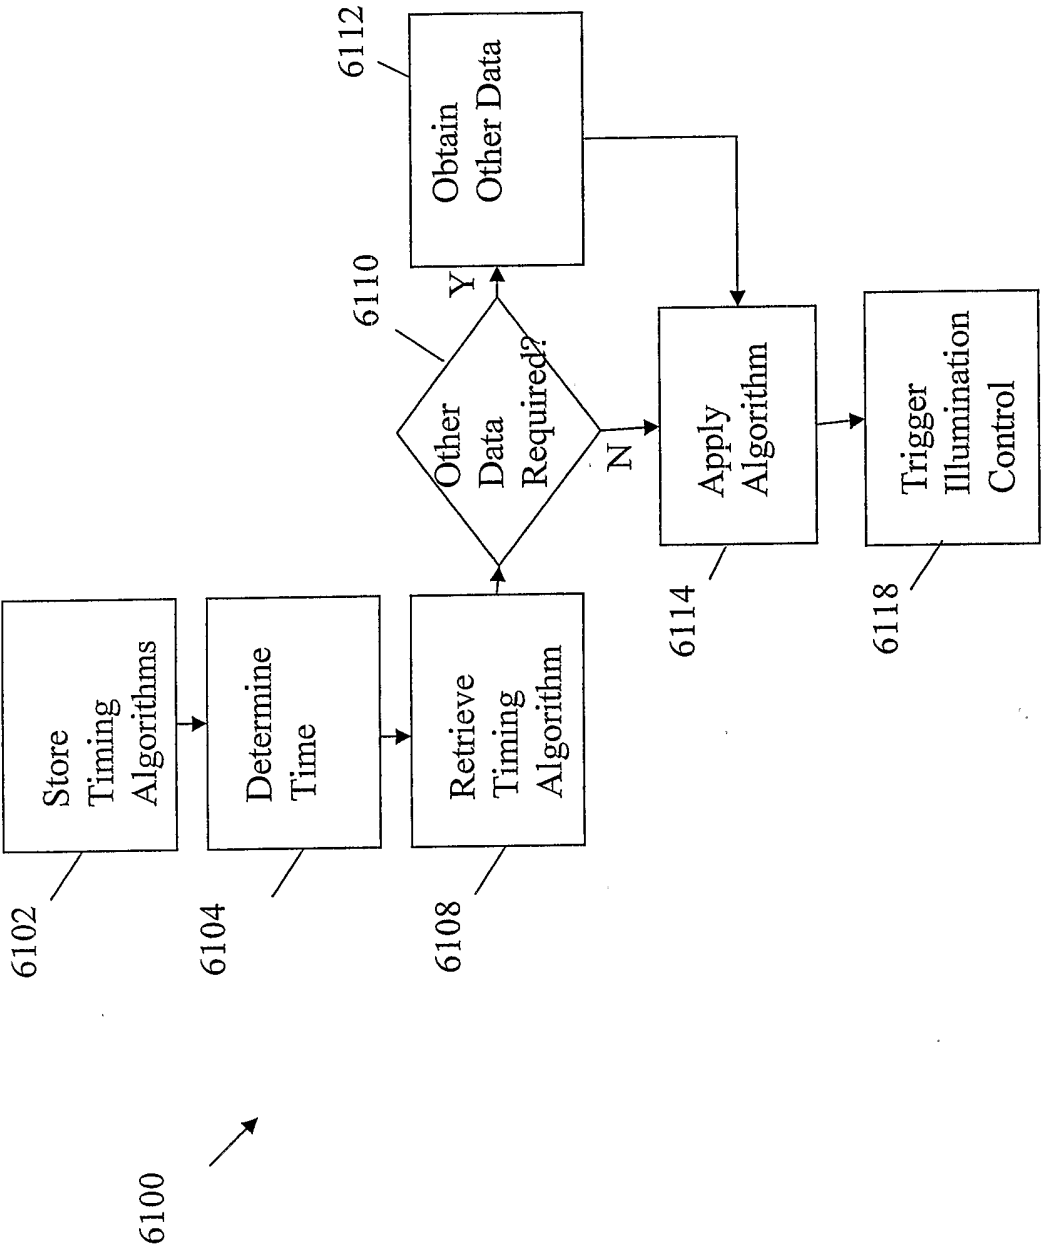 6100
6102
Store
Timing
Algorithms
6104
Determine
Time
6108
Retrieve
Timing
Algorithm
6110
Other
Data
Required?
Y
N
6112
Obtain
Other Data
6114
Apply
Algorithm
6118
Trigger
Illumination
Control